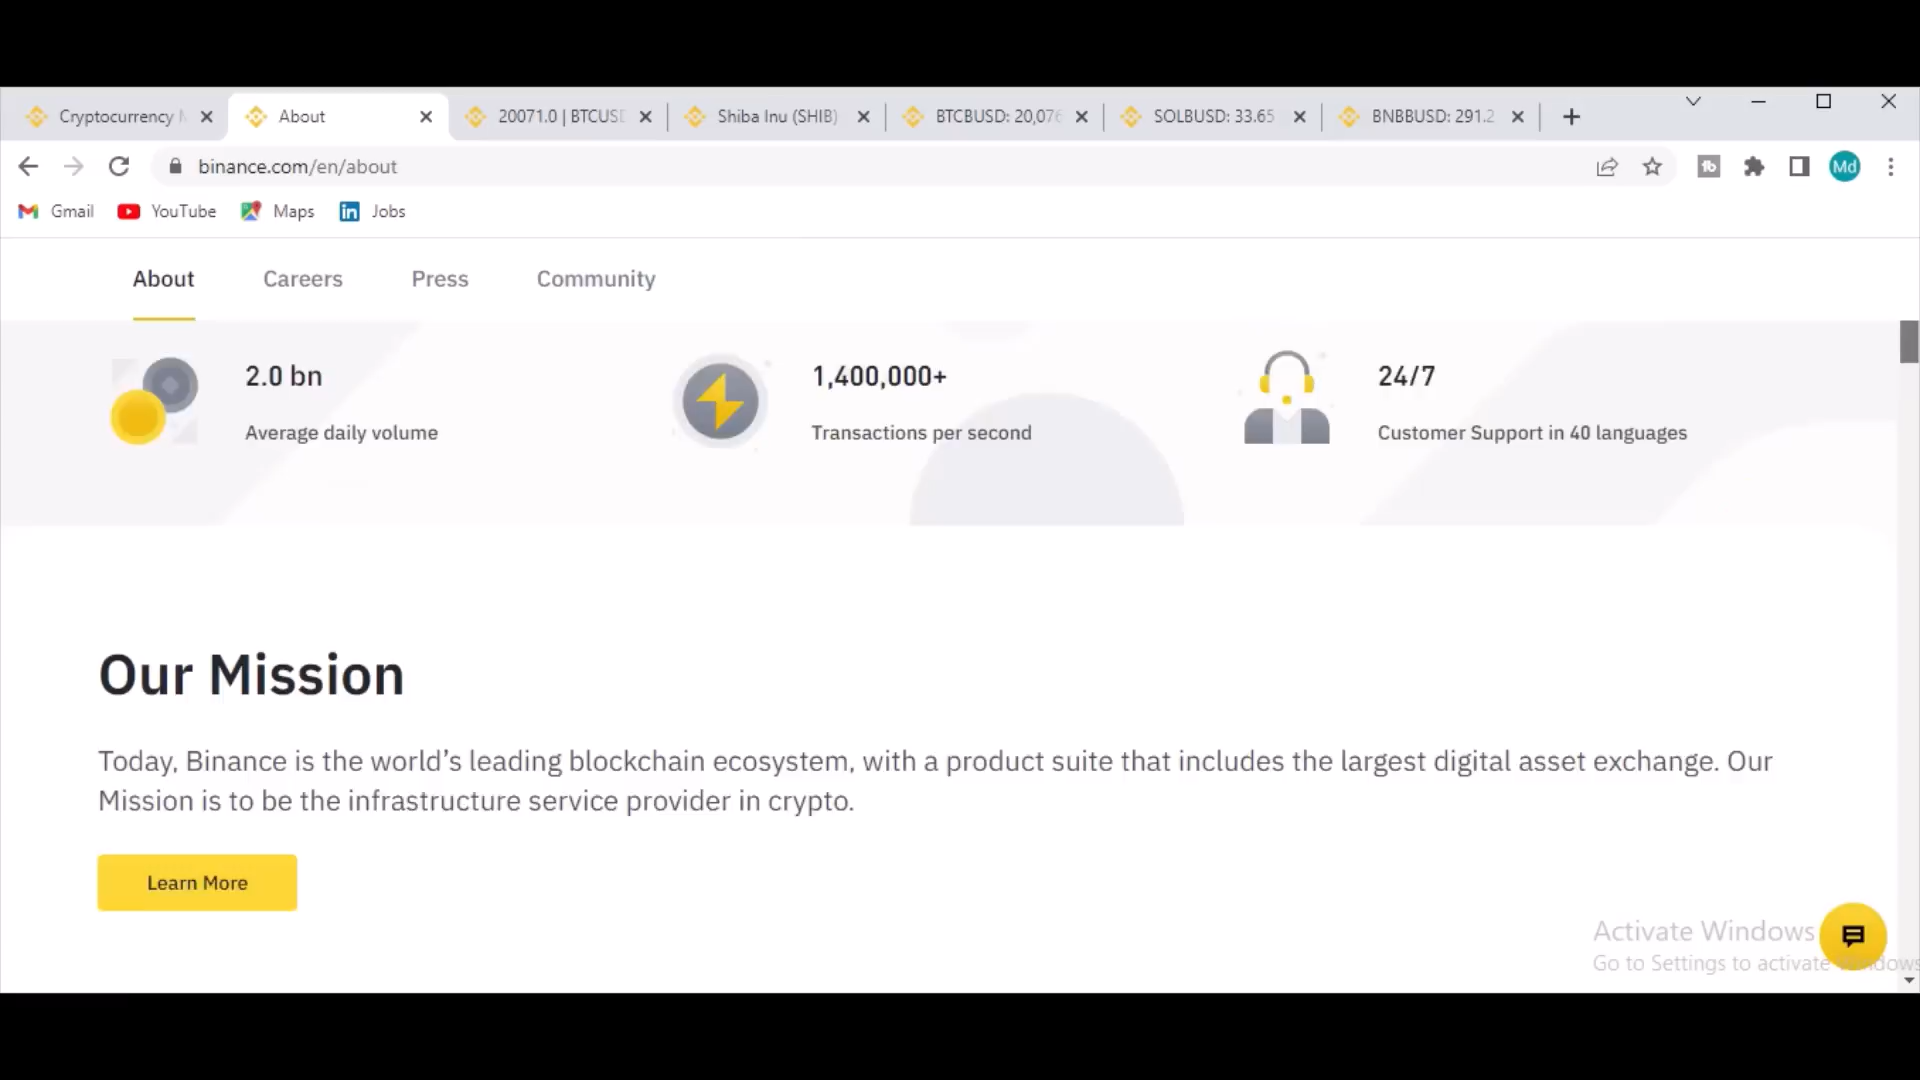 Cryptocurrency M
About
20071.0 | BTCUSD
Shiba Inu (SHIB)
BTCBUSD: 20,076
SOLBUSD: 33.65
BNBBUSD: 291.2
binance.com/en/about
Md
Gmail
YouTube
Maps
Jobs
About
Careers
Press
Community
2.0 bn
Average daily volume
1,400,000+
Transactions per second
24/7
Customer Support in 40 languages
Our Mission
Today, Binance is the world’s leading blockchain ecosystem, with a product suite that includes the largest digital asset exchange. Our
Mission is to be the infrastructure service provider in crypto.
Learn More
Activate Windows
Go to Settings to activate Windows